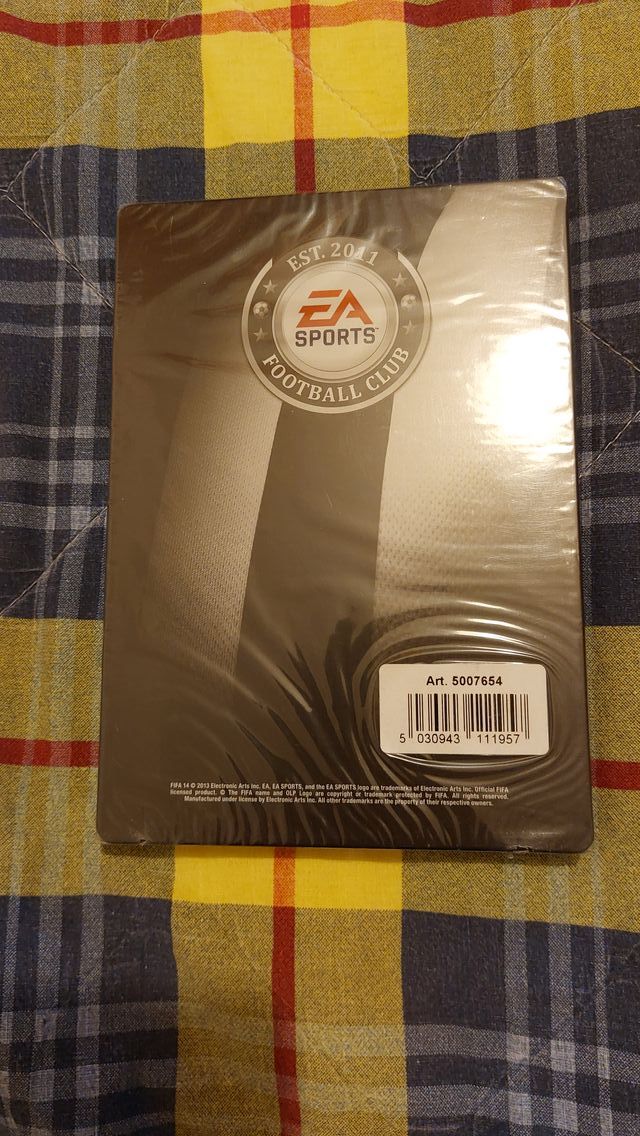 EST. 2011
EA
SPORTS™
FOOTBALL CLUB
Art. 5007654
5 030943 111957
FIFA 14 © 2013 Electronic Arts Inc. EA, EA SPORTS, and the EA SPORTS logo are trademarks of Electronic Arts Inc. Official FIFA
licensed product. © The FIFA name and OLP Logo are copyright or trademark protected by FIFA. All rights reserved.
Manufactured under license by Electronic Arts Inc. All other trademarks are the property of their respective owners.